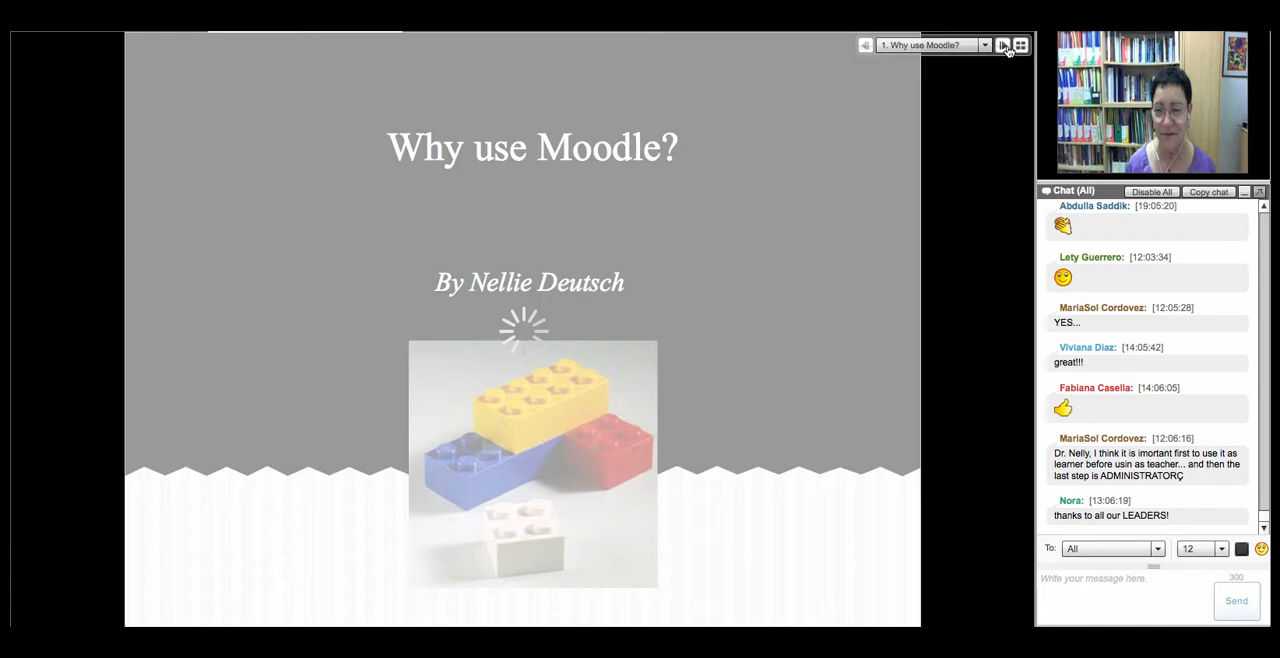 1. Why use Moodle?
Why use Moodle?
By Nellie Deutsch
Chat (All)
Disable All
Copy chat
Abdulla Saddik: [19:05:20]
Lety Guerrero: [12:03:34]
MariaSol Cordovez: [12:05:28]
YES...
Viviana Diaz: [14:05:42]
great!!!
Fabiana Casella: [14:06:05]
MariaSol Cordovez: [12:06:16]
Dr. Nelly, I think it is imortant first to use it as
learner before usin as teacher... and then the
last step is ADMINISTRATORÇ
Nora: [13:06:19]
thanks to all our LEADERS!
To: All 12
Write your message here.
300
Send